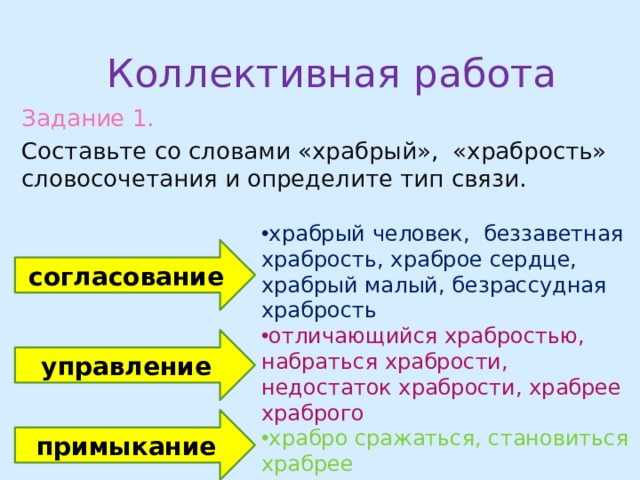 Коллективная работа
Задание 1.
Составьте со словами «храбрый», «храбрость»
словосочетания и определите тип связи.
согласование
•храбрый человек, беззаветная
храбрость, храброе сердце,
храбрый малый, безрассудная
храбрость
управление
•отличающийся храбростью,
набраться храбрости,
недостаток храбрости, храбрее
храброго
примыкание
•храбро сражаться, становиться
храбрее